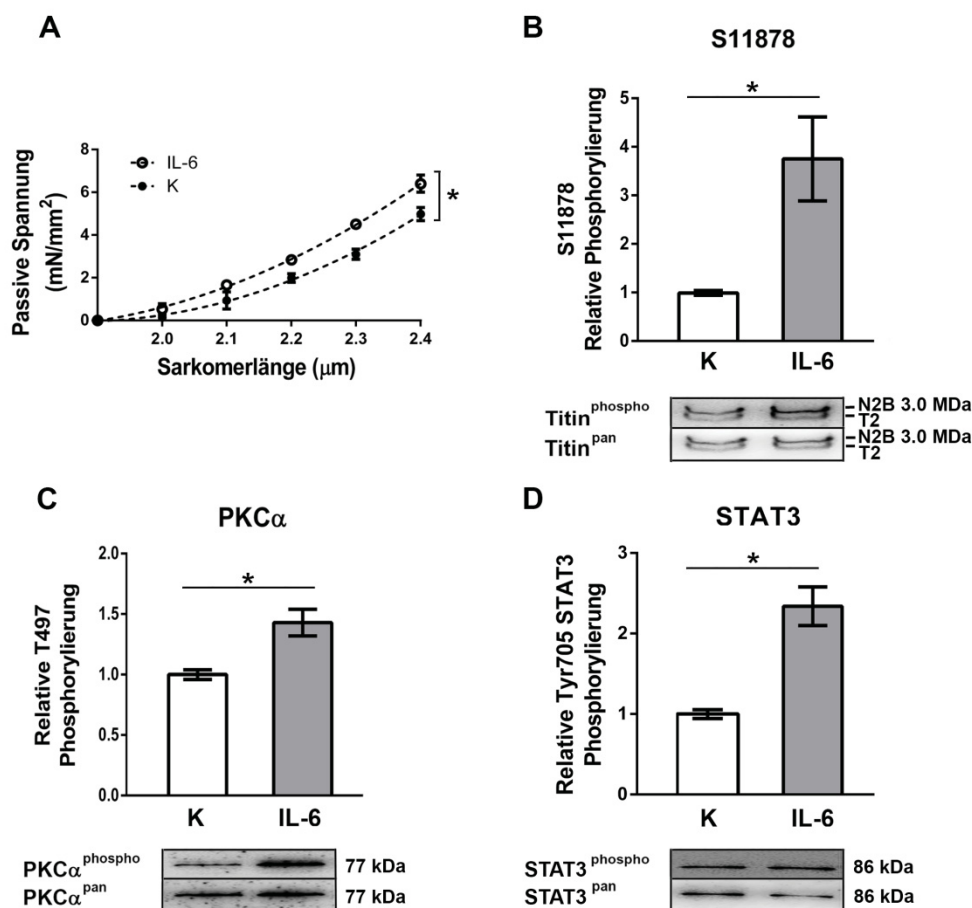 A
Passive Spannung
(mN/mm²)
8
6
4
2
0
IL-6
K
*
2.0 2.1 2.2 2.3 2.4
Sarkomerlänge (μm)
B
S11878
*
S11878
Relative Phosphorylierung
5
4
3
2
1
0
K IL-6
Titin^phospho
N2B 3.0 MDa
T2
Titin^pan
N2B 3.0 MDa
T2
C
PKCα
*
Relative T497
Phosphorylierung
2.0
1.5
1.0
0.5
0.0
K IL-6
PKCα^phospho 77 kDa
PKCα^pan 77 kDa
D
STAT3
*
Relative Tyr705 STAT3
Phosphorylierung
3
2
1
0
K IL-6
STAT3^phospho 86 kDa
STAT3^pan 86 kDa